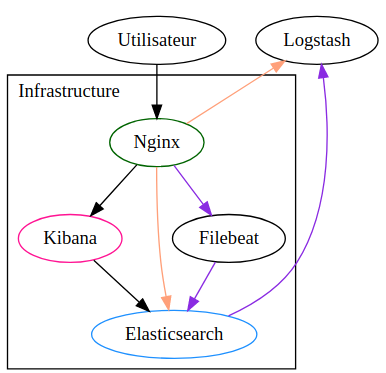 Utilisateur
Logstash
Infrastructure
Nginx
Kibana
Filebeat
Elasticsearch